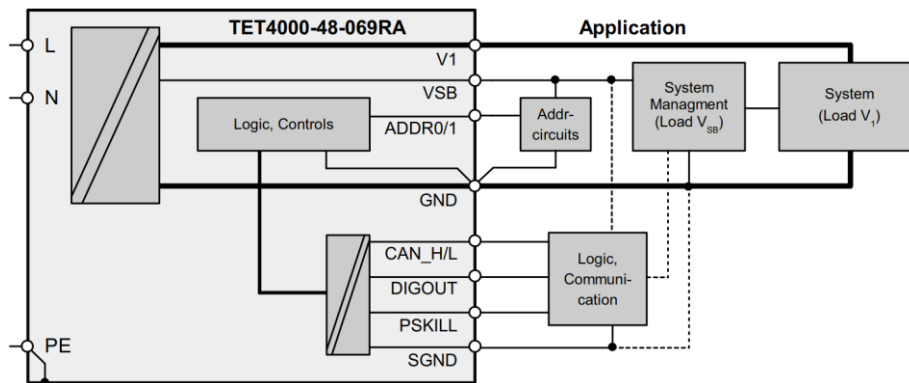 TET4000-48-069RA
Application
L
N
PE
V1
VSB
ADDR0/1
GND
Logic, Controls
CAN_H/L
DIGOUT
PSKILL
SGND
Addr-
circuits
System
Managment
(Load VSB)
System
(Load V1)
Logic,
Communi-
cation